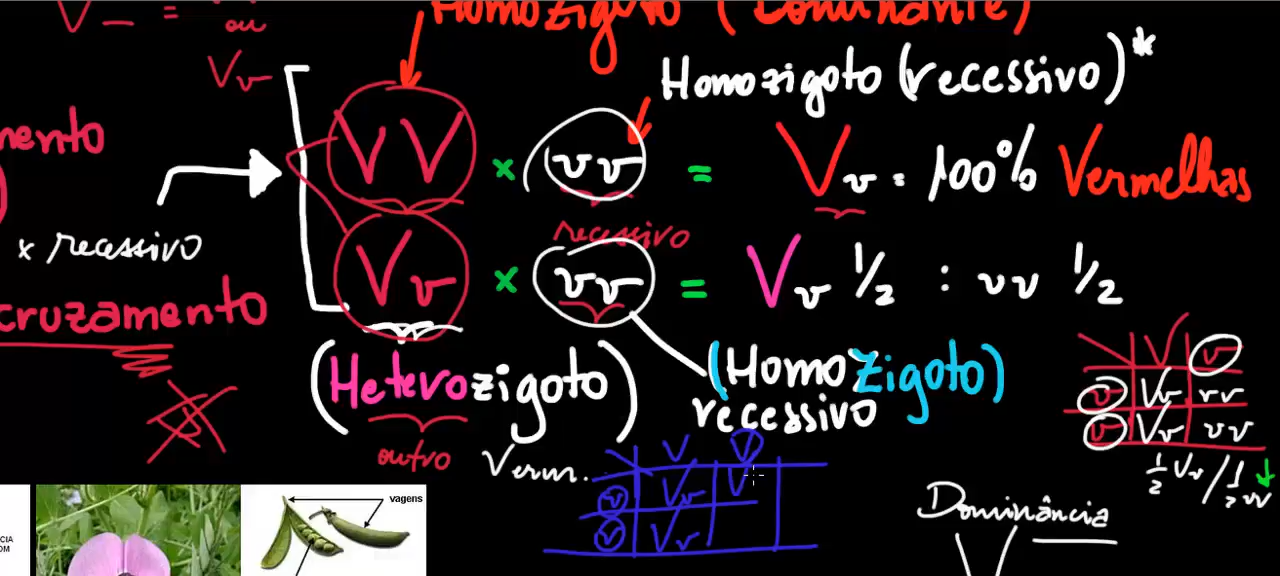 V_ =
ou
Vv
Homozigoto (Dominante)
Homozigoto (recessivo)*
VV x vv = Vv = 100% Vermelhas
recessivo
x recessivo
Vv x vv = Vv 1/2 : vv 1/2
cruzamento
(Heterozigoto)
outro
(Homozigoto)
recessivo
Verm.
V v
v Vv vv
v Vv vv
1/2 Vv / 1/2 vv
V V
v Vv V
v Vv
Dominância
V
vagens